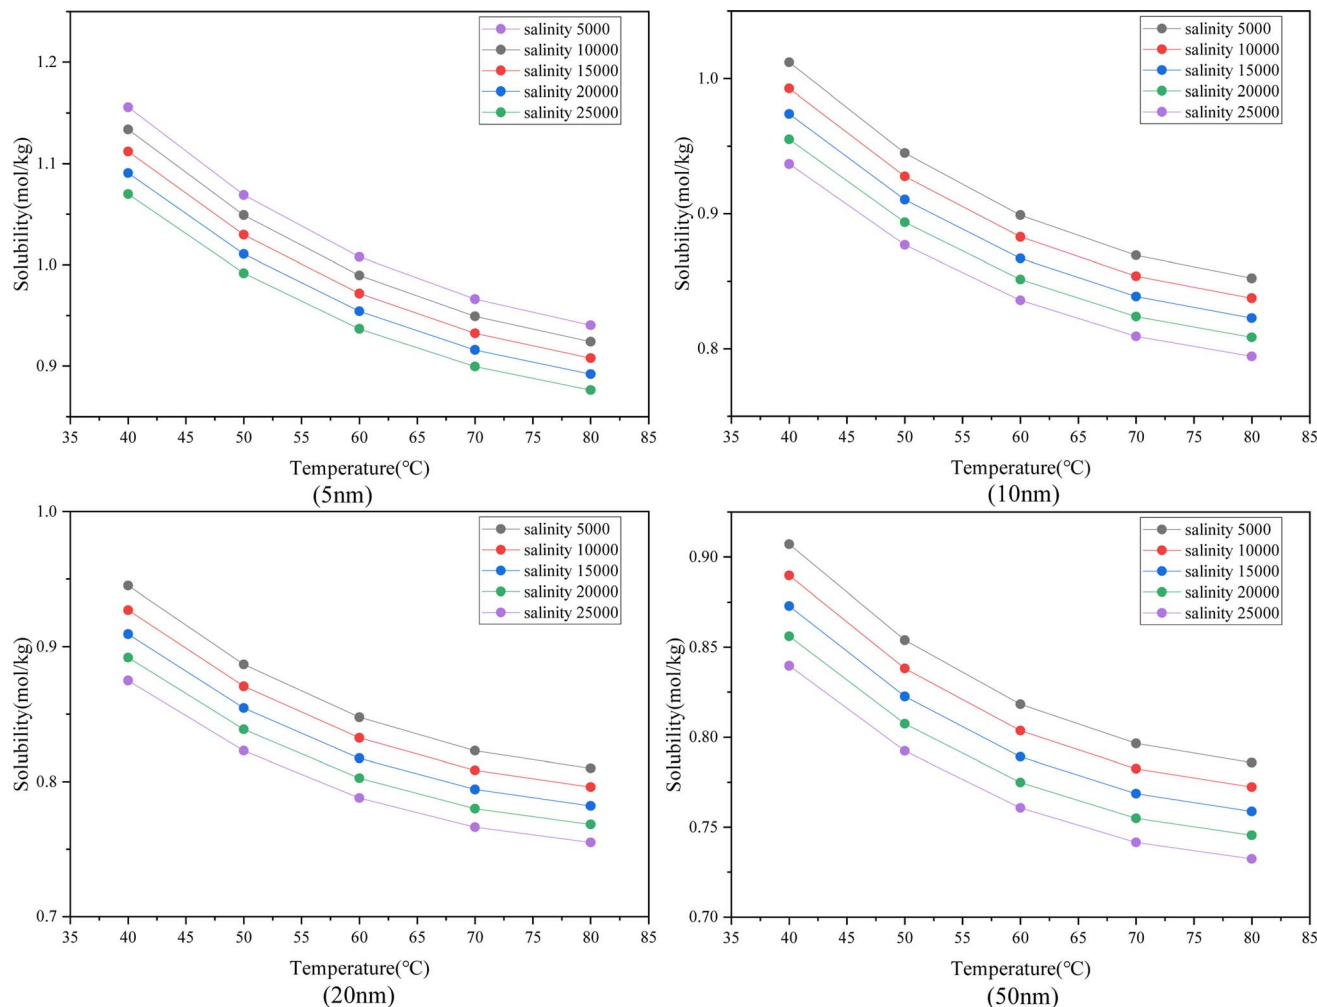 1.2
1.1
1.0
0.9
Solubility(mol/kg)
salinity 5000
salinity 10000
salinity 15000
salinity 20000
salinity 25000
35 40 45 50 55 60 65 70 75 80 85
Temperature(℃)
(5nm)
1.0
0.9
0.8
Solubility(mol/kg)
salinity 5000
salinity 10000
salinity 15000
salinity 20000
salinity 25000
35 40 45 50 55 60 65 70 75 80 85
Temperature(℃)
(10nm)
1.0
0.9
0.8
0.7
Solubility(mol/kg)
salinity 5000
salinity 10000
salinity 15000
salinity 20000
salinity 25000
35 40 45 50 55 60 65 70 75 80 85
Temperature(℃)
(20nm)
0.90
0.85
0.80
0.75
0.70
Solubility(mol/kg)
salinity 5000
salinity 10000
salinity 15000
salinity 20000
salinity 25000
35 40 45 50 55 60 65 70 75 80 85
Temperature(℃)
(50nm)